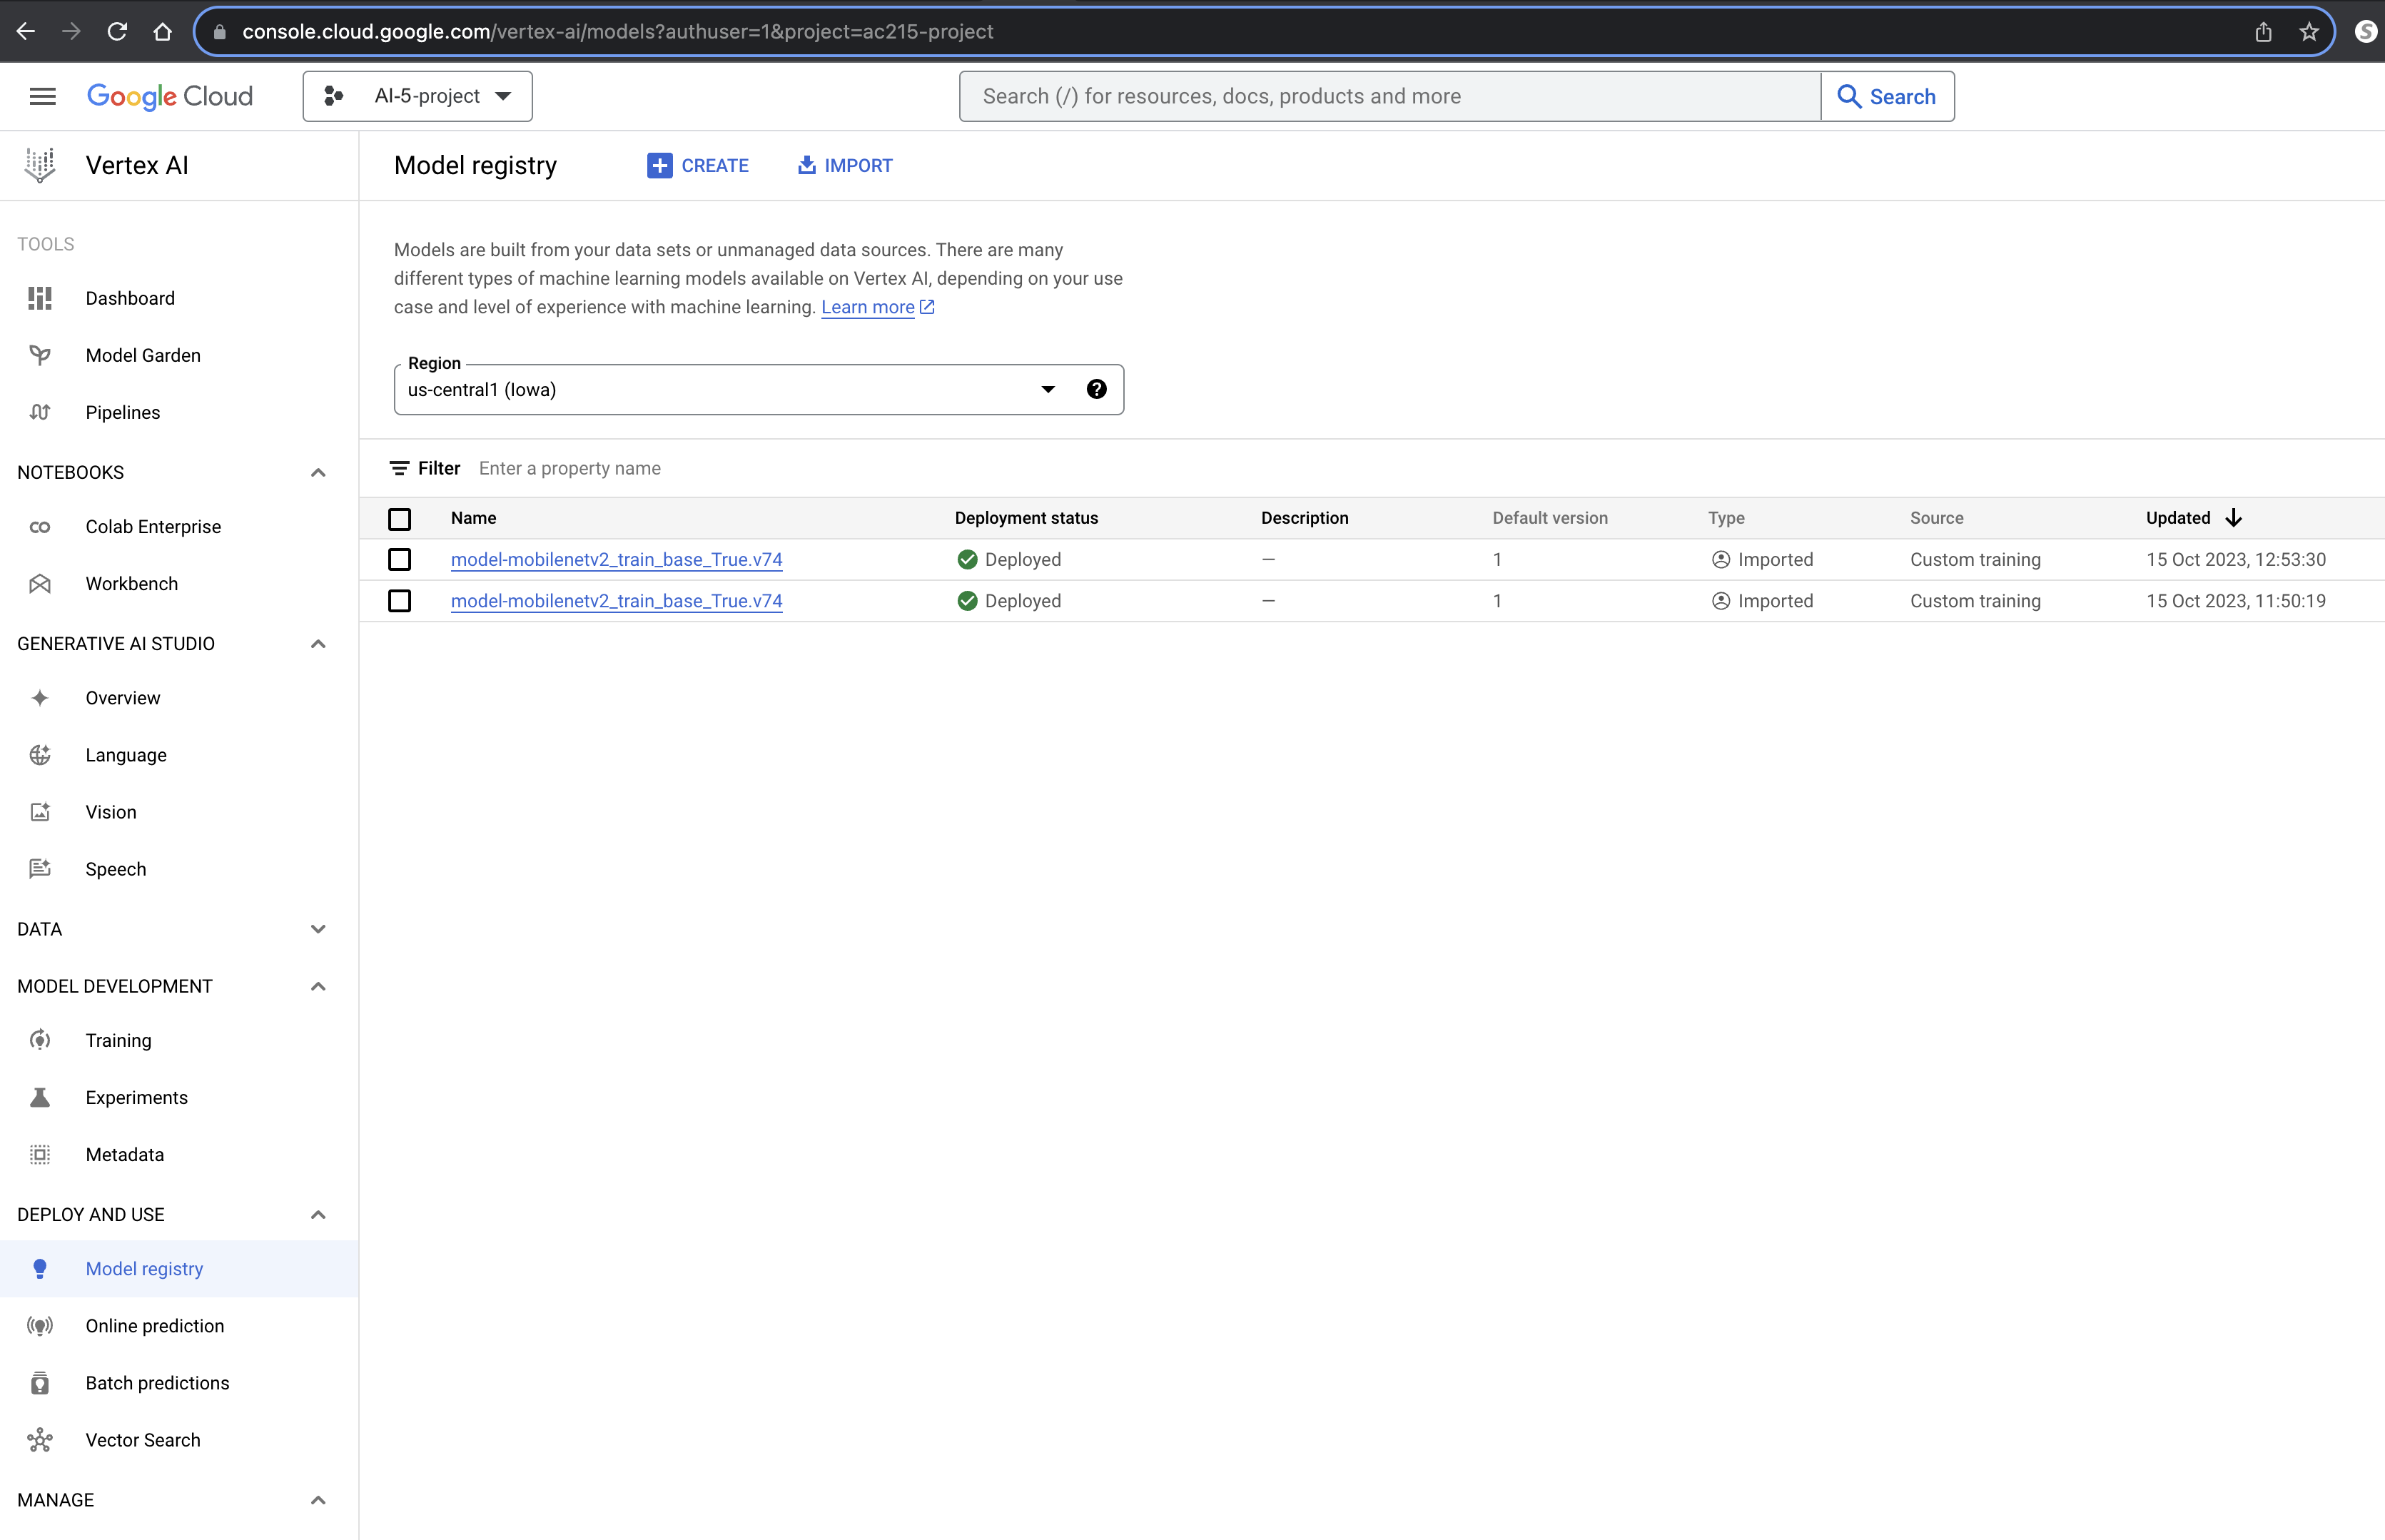 console.cloud.google.com/vertex-ai/models?authuser=1&project=ac215-project
S
Google Cloud
AI-5-project
Search (/) for resources, docs, products and more
Search
Vertex AI
Model registry
CREATE
IMPORT
TOOLS
Dashboard
Model Garden
Pipelines
NOTEBOOKS
Colab Enterprise
Workbench
GENERATIVE AI STUDIO
Overview
Language
Vision
Speech
DATA
MODEL DEVELOPMENT
Training
Experiments
Metadata
DEPLOY AND USE
Model registry
Online prediction
Batch predictions
Vector Search
MANAGE
Models are built from your data sets or unmanaged data sources. There are many
different types of machine learning models available on Vertex AI, depending on your use
case and level of experience with machine learning. Learn more
Region
us-central1 (Iowa)
?
Filter Enter a property name
Name Deployment status Description Default version Type Source Updated
model-mobilenetv2_train_base_True.v74 Deployed — 1 Imported Custom training 15 Oct 2023, 12:53:30
model-mobilenetv2_train_base_True.v74 Deployed — 1 Imported Custom training 15 Oct 2023, 11:50:19